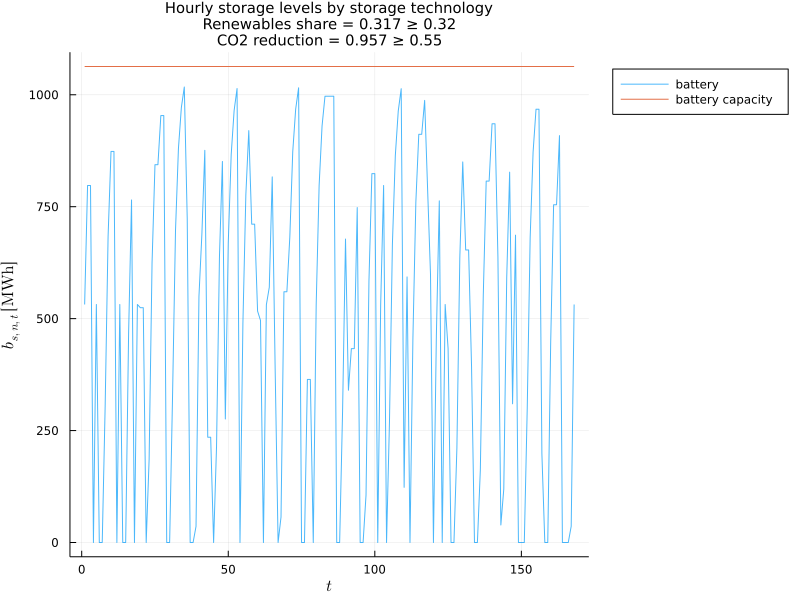 Hourly storage levels by storage technology
Renewables share = 0.317 ≥ 0.32
CO2 reduction = 0.957 ≥ 0.55
battery
battery capacity
b_{s, n, t} [MWh]
1000
750
500
250
0
0 50 100 150
t